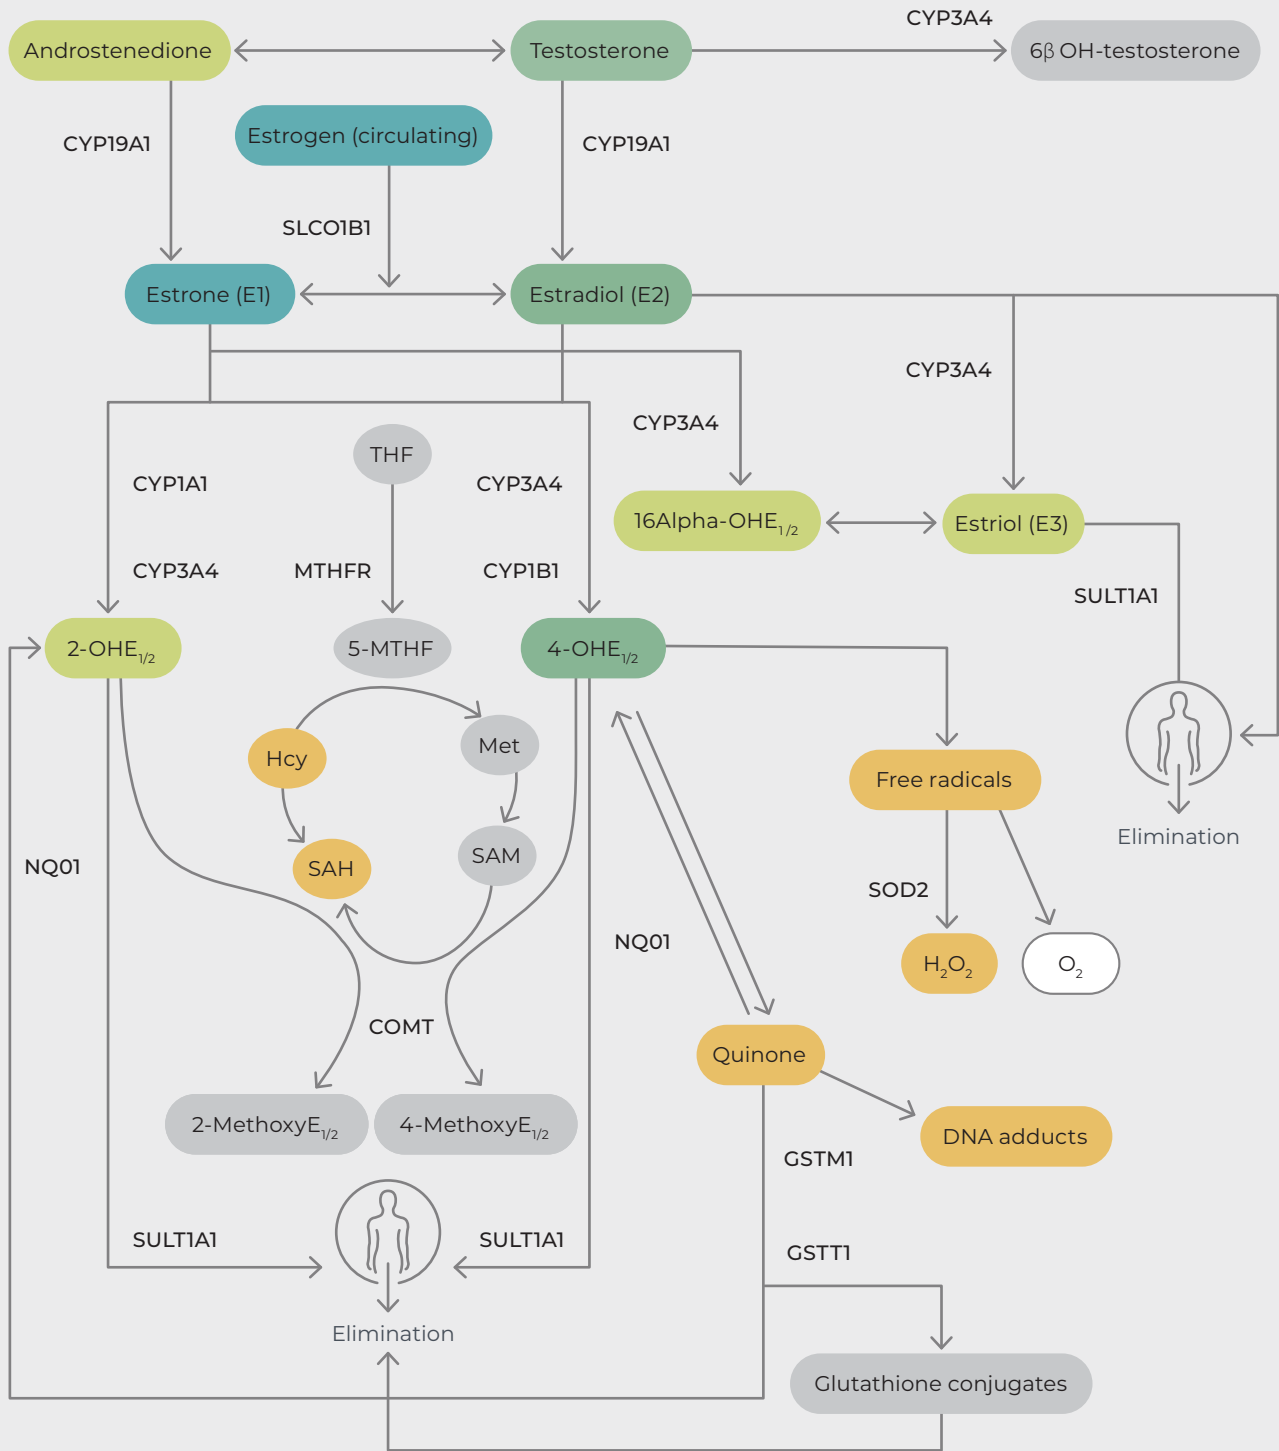 CYP3A4
Androstenedione
Testosterone
6β OH-testosterone
CYP19A1
Estrogen (circulating)
CYP19A1
SLCO1B1
Estrone (E1)
Estradiol (E2)
CYP3A4
CYP3A4
THF
CYP1A1
CYP3A4
16Alpha-OHE1/2
Estriol (E3)
CYP3A4
MTHFR
CYP1B1
SULT1A1
2-OHE1/2
5-MTHF
4-OHE1/2
Hcy
Met
Free radicals
Elimination
NQ01
SAH
SAM
SOD2
NQ01
H2O2
O2
COMT
Quinone
2-MethoxyE1/2
4-MethoxyE1/2
DNA adducts
GSTM1
SULT1A1
SULT1A1
GSTT1
Elimination
Glutathione conjugates